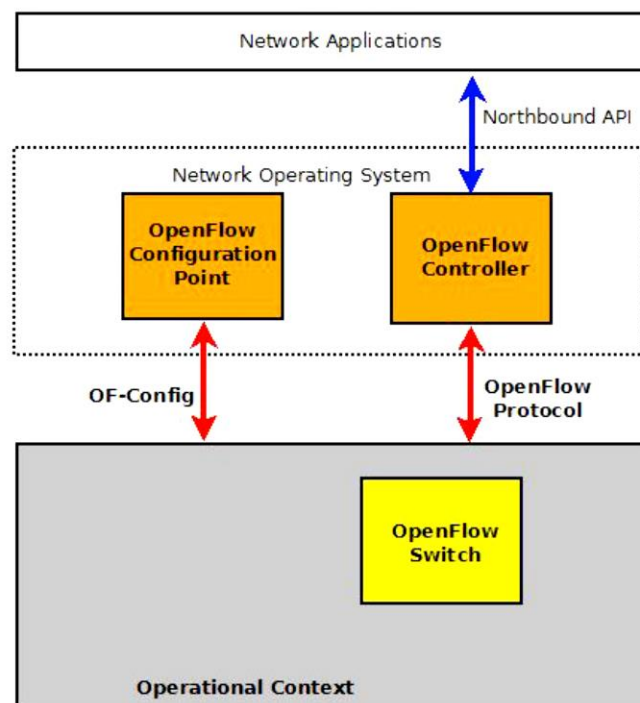 Network Applications
Northbound API
Network Operating System
OpenFlow
Configuration
Point
OpenFlow
Controller
OF-Config
OpenFlow
Protocol
OpenFlow
Switch
Operational Context